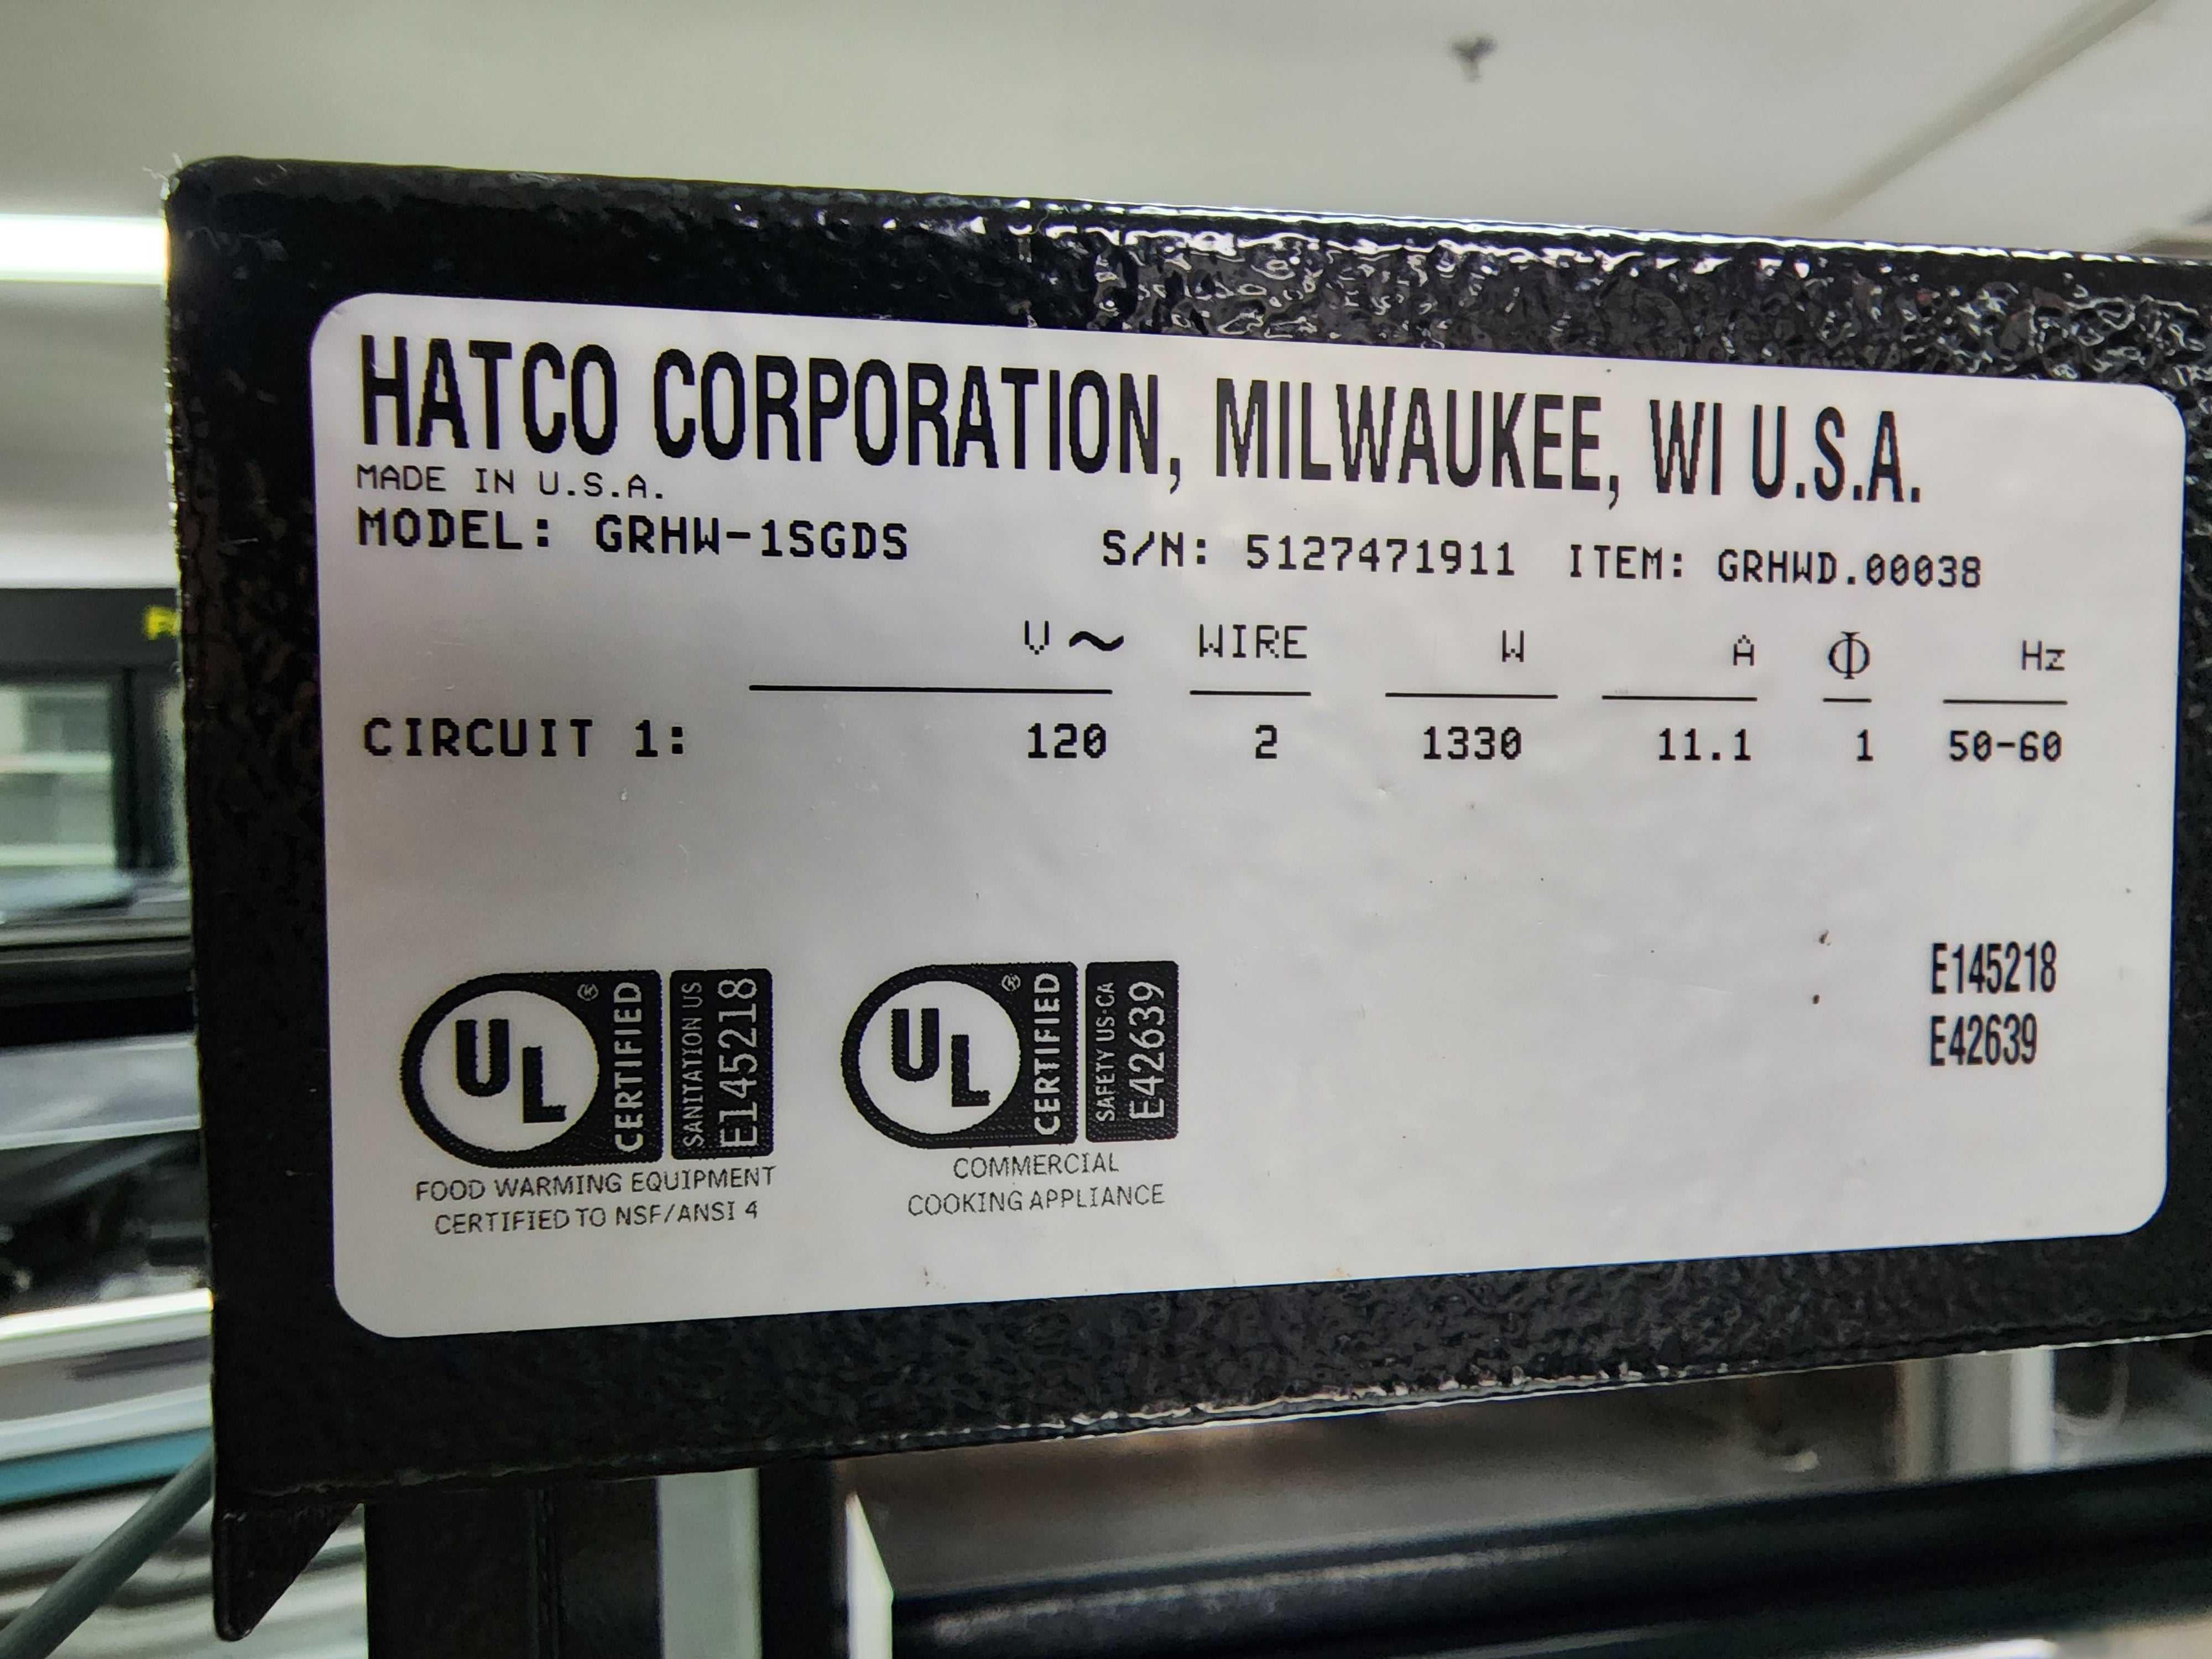 HATCO CORPORATION, MILWAUKEE, WI U.S.A.
MADE IN U.S.A.
MODEL: GRHW-1SGDS S/N: 5127471911 ITEM: GRHWD.00038
V~ WIRE W A Φ Hz
CIRCUIT 1: 120 2 1330 11.1 1 50-60
UL ® CERTIFIED SANITATION US E145218
FOOD WARMING EQUIPMENT
CERTIFIED TO NSF/ANSI 4
UL ® CERTIFIED SAFETY US-CA E42639
COMMERCIAL
COOKING APPLIANCE
E145218
E42639